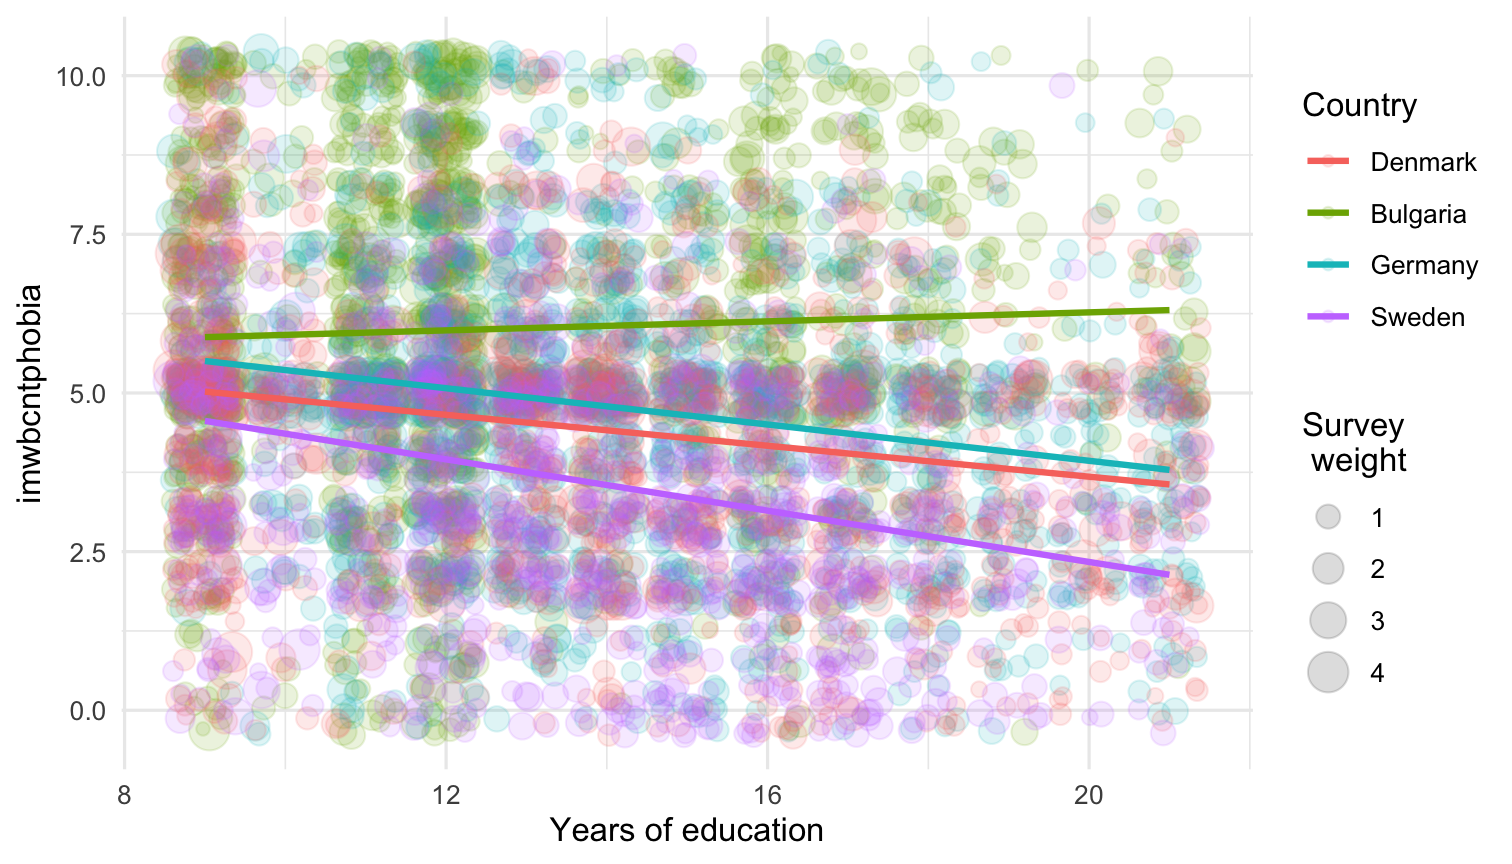 10.0
7.5
5.0
2.5
0.0
imwbcntphobia
8
12
16
20
Years of education
Country
Denmark
Bulgaria
Germany
Sweden
Survey
weight
1
2
3
4